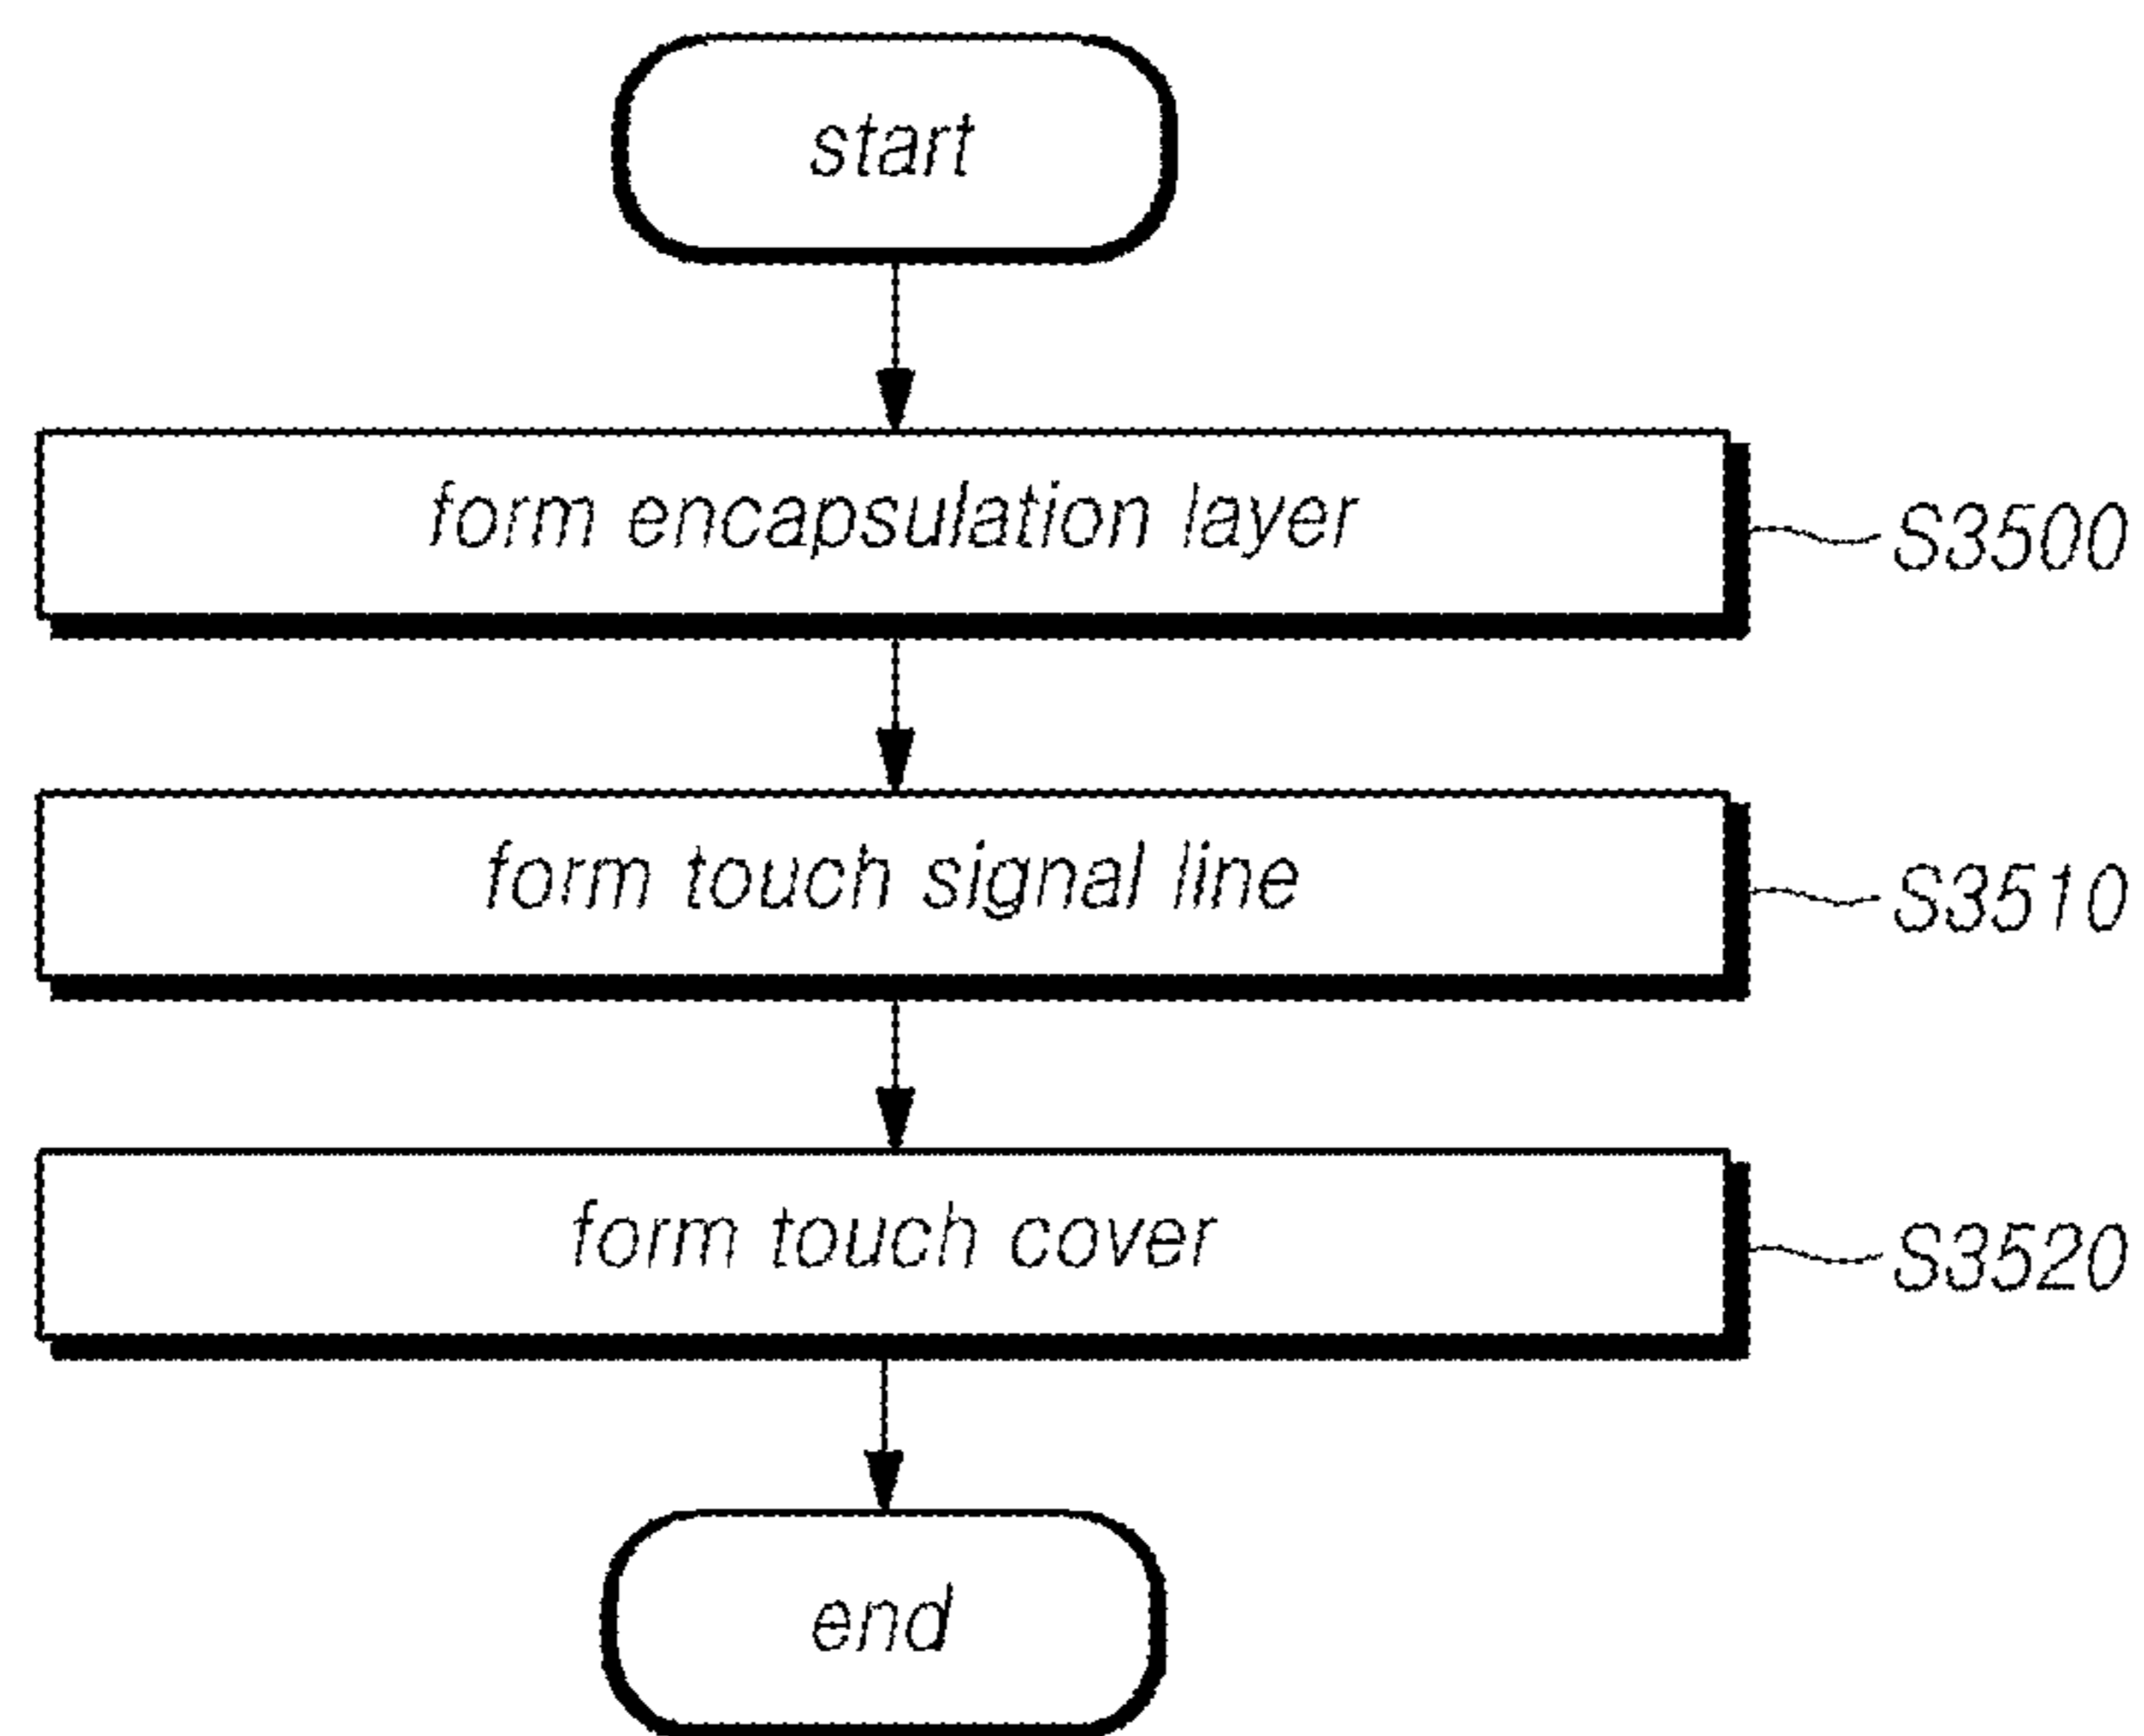 start
form encapsulation layer
S3500
form touch signal line
S3510
form touch cover
S3520
end